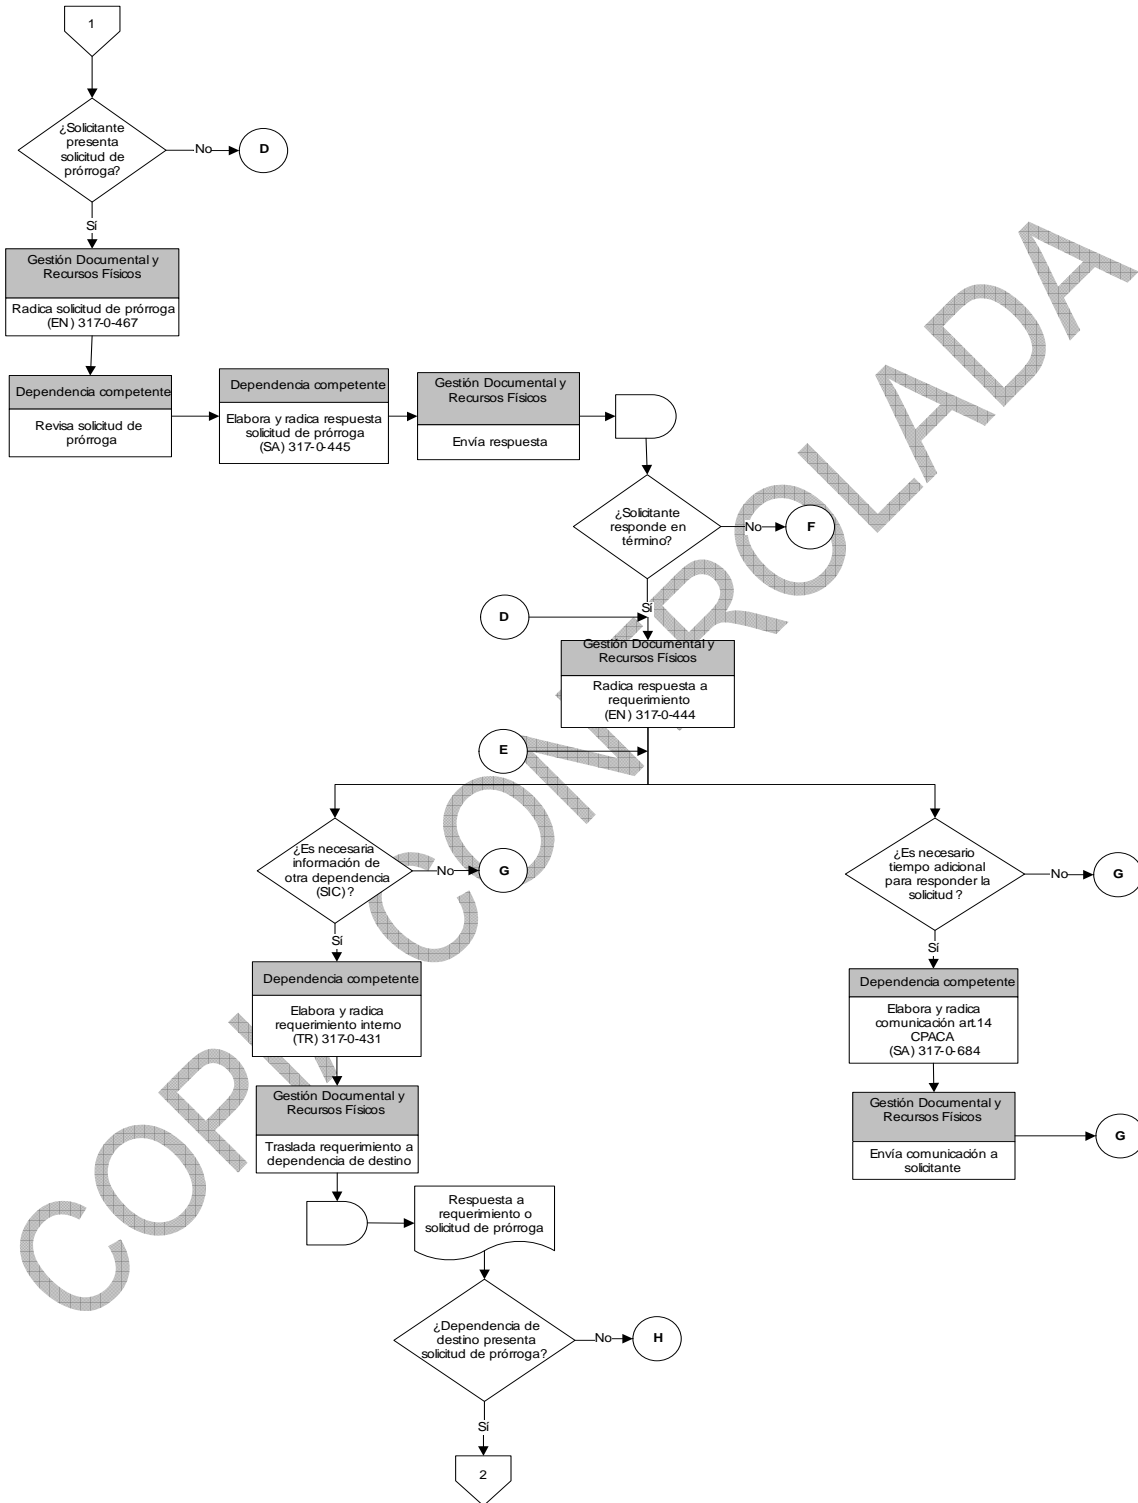 1
¿Solicitante
presenta
solicitud de
prórroga?
No
D
Sí
Gestión Documental y
Recursos Físicos
Radica solicitud de prórroga
(EN) 317-0-467
Dependencia competente
Revisa solicitud de
prórroga
Dependencia competente
Elabora y radica respuesta
solicitud de prórroga
(SA) 317-0-445
Gestión Documental y
Recursos Físicos
Envía respuesta
¿Solicitante
responde en
término?
No
F
Sí
D
Gestión Documental y
Recursos Físicos
Radica respuesta a
requerimiento
(EN) 317-0-444
E
¿Es necesaria
información de
otra dependencia
(SIC) ?
No
G
Sí
Dependencia competente
Elabora y radica
requerimiento interno
(TR) 317-0-431
Gestión Documental y
Recursos Físicos
Traslada requerimiento a
dependencia de destino
Respuesta a
requerimiento o
solicitud de prórroga
¿Dependencia de
destino presenta
solicitud de prórroga?
No
H
Sí
2
¿Es necesario
tiempo adicional
para responder la
solicitud ?
No
G
Sí
Dependencia competente
Elabora y radica
comunicación art.14
CPACA
(SA) 317-0-684
Gestión Documental y
Recursos Físicos
Envía comunicación a
solicitante
G
COPIA CONTROLADA